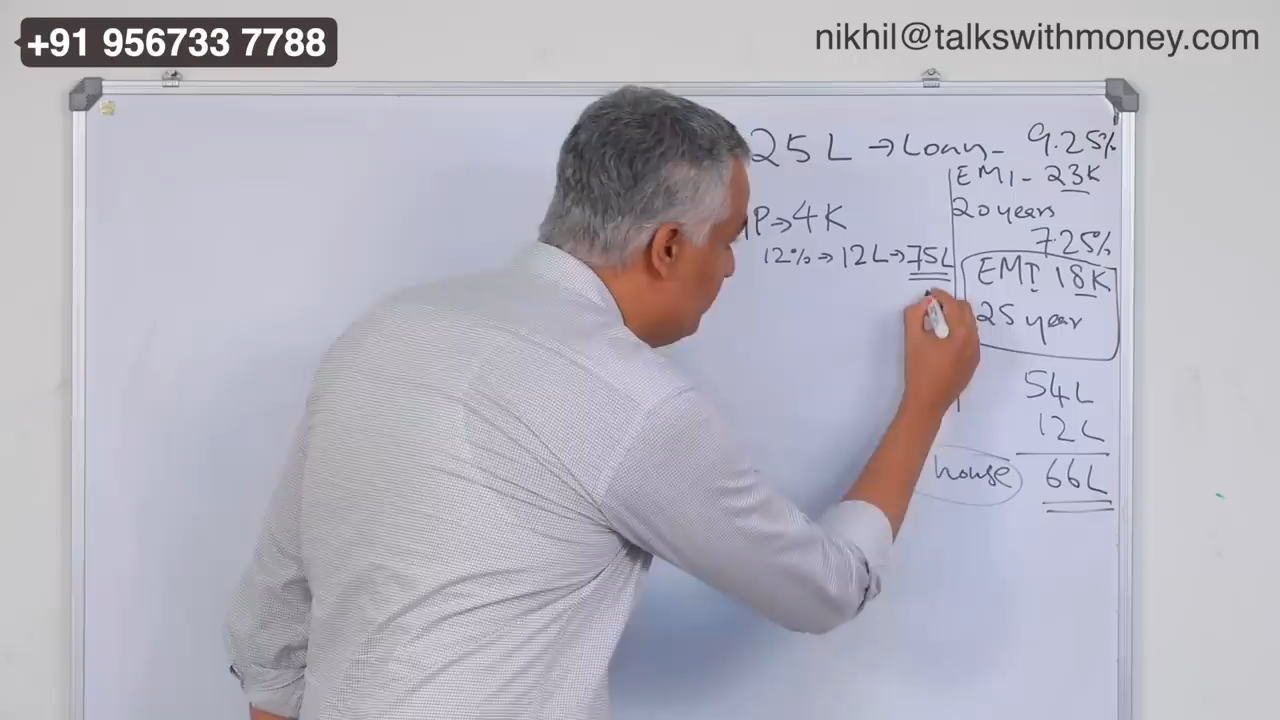 +91 956733 7788
nikhil@talkswithmoney.com
25 L → Loan - 9.25%
EMI - 23K
20 years
IP → 4K
7.25%
12% → 12L → 75L
EMI 18K
25 year
54L
12L
house 66L